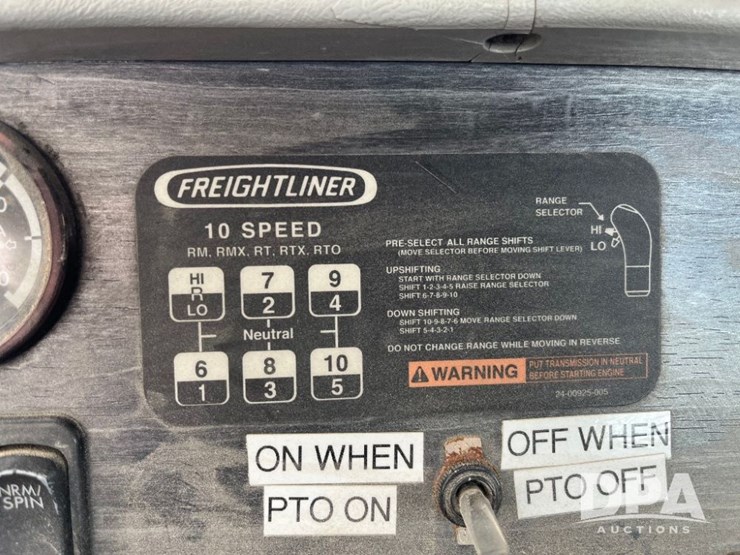 FREIGHTLINER
10 SPEED
RM, RMX, RT, RTX, RTO
HI
R
LO
7
2
9
4
Neutral
6
1
8
3
10
5
RANGE
SELECTOR
HI
LO
PRE-SELECT ALL RANGE SHIFTS
(MOVE SELECTOR BEFORE MOVING SHIFT LEVER)
UPSHIFTING
START WITH RANGE SELECTOR DOWN
SHIFT 1-2-3-4-5 RAISE RANGE SELECTOR
SHIFT 6-7-8-9-10
DOWN SHIFTING
SHIFT 10-9-8-7-6 MOVE RANGE SELECTOR DOWN
SHIFT 5-4-3-2-1
DO NOT CHANGE RANGE WHILE MOVING IN REVERSE
WARNING
PUT TRANSMISSION IN NEUTRAL
BEFORE STARTING ENGINE
24-00925-005
ON WHEN
PTO ON
OFF WHEN
PTO OFF
NRM/
SPIN
DPA
AUCTIONS